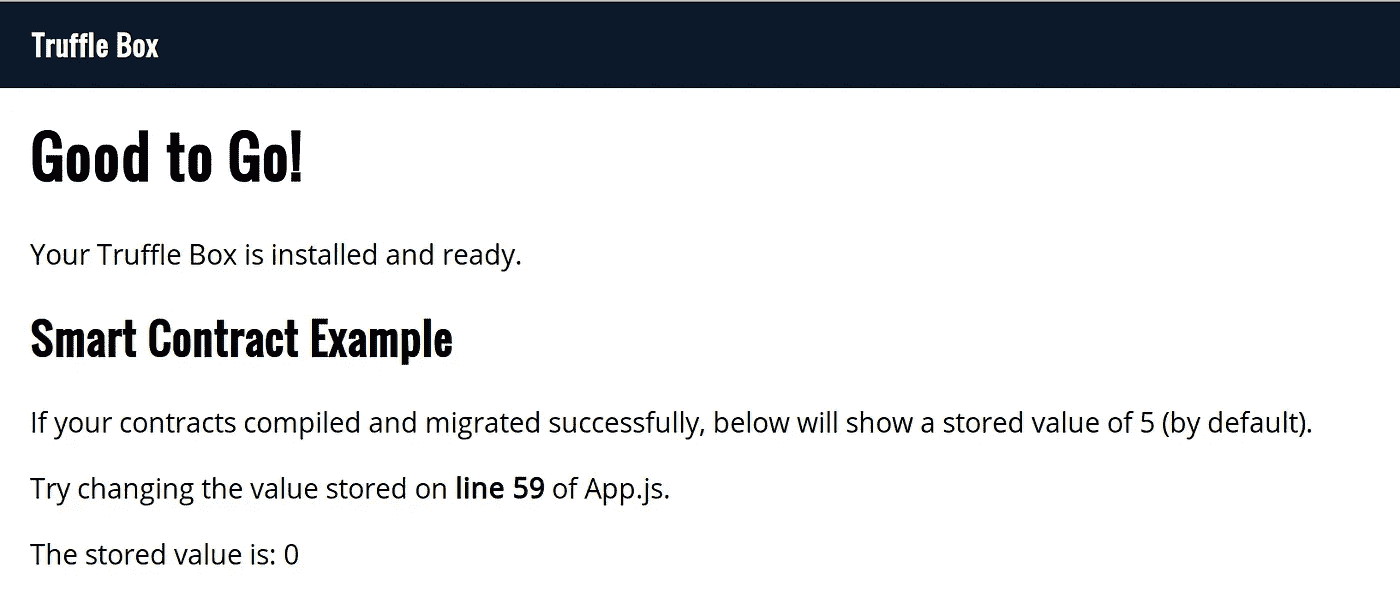 Truffle Box
Good to Go!
Your Truffle Box is installed and ready.
Smart Contract Example
If your contracts compiled and migrated successfully, below will show a stored value of 5 (by default).
Try changing the value stored on line 59 of App.js.
The stored value is: 0